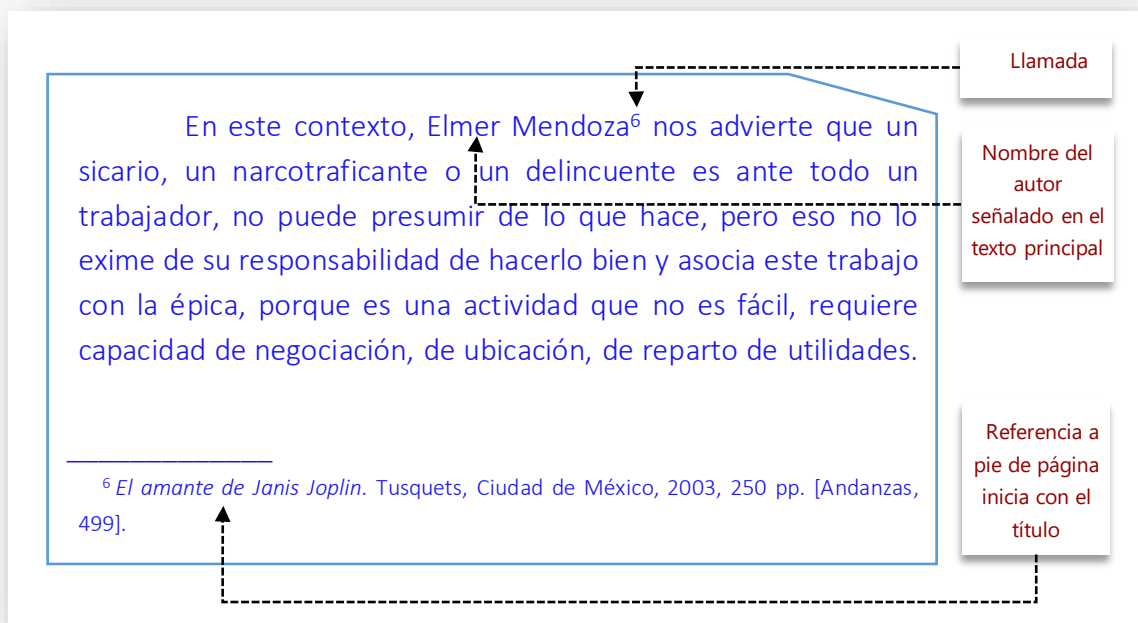 Llamada
En este contexto, Elmer Mendoza⁶ nos advierte que un
sicario, un narcotraficante o un delincuente es ante todo un
trabajador, no puede presumir de lo que hace, pero eso no lo
exime de su responsabilidad de hacerlo bien y asocia este trabajo
con la épica, porque es una actividad que no es fácil, requiere
capacidad de negociación, de ubicación, de reparto de utilidades.
Nombre del
autor
señalado en el
texto principal
⁶ El amante de Janis Joplin. Tusquets, Ciudad de México, 2003, 250 pp. [Andanzas,
499].
Referencia a
pie de página
inicia con el
título